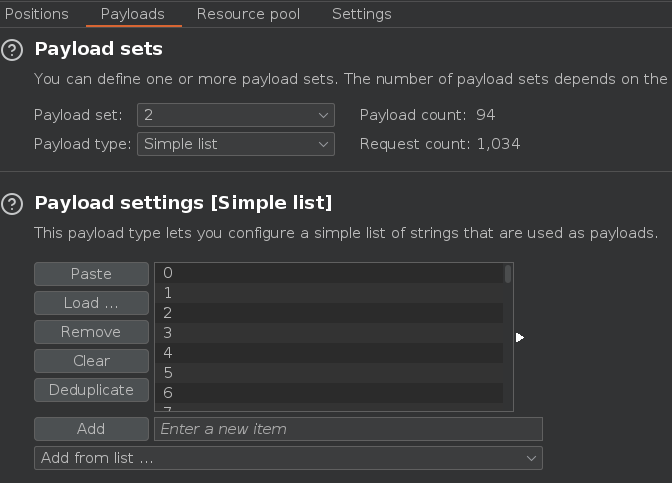 Positions Payloads Resource pool Settings
? Payload sets
You can define one or more payload sets. The number of payload sets depends on the
Payload set: 2 Payload count: 94
Payload type: Simple list Request count: 1,034
? Payload settings [Simple list]
This payload type lets you configure a simple list of strings that are used as payloads.
Paste
Load ...
Remove
Clear
Deduplicate
0
1
2
3
4
5
6
7
Add Enter a new item
Add from list ...